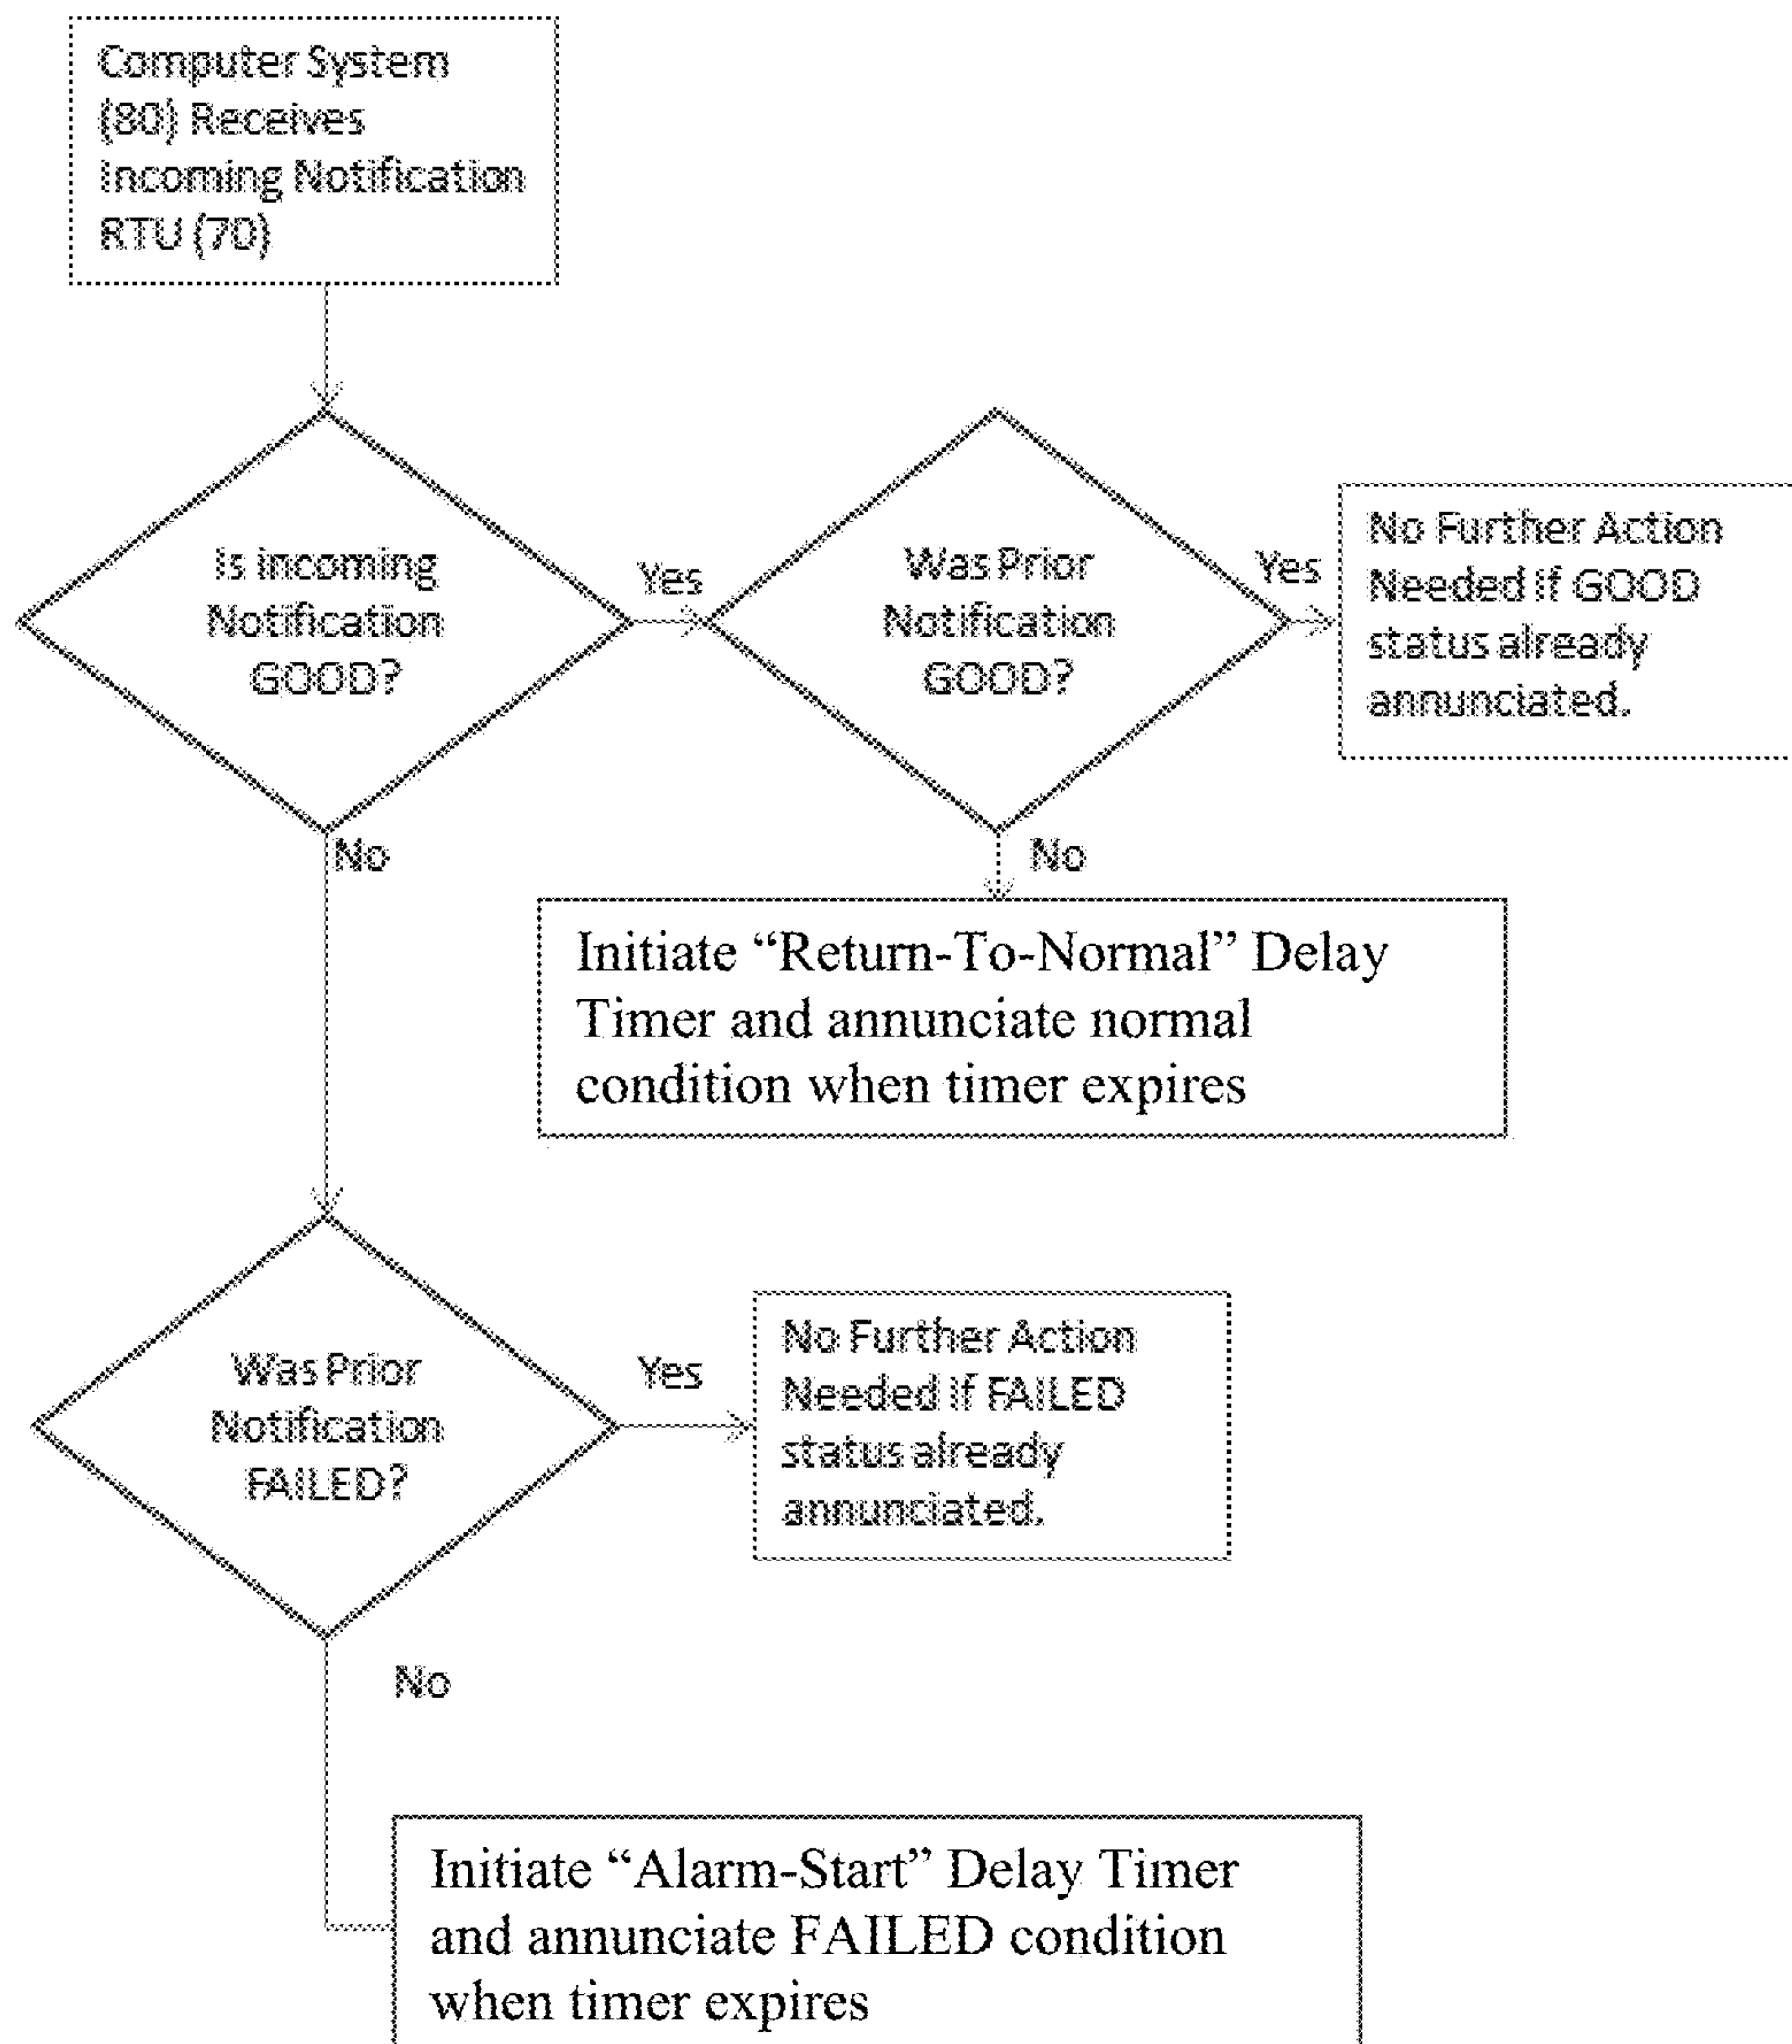 Computer System
(80) Receives
Incoming Notification
RTU (70)
Is Incoming
Notification
GOOD?
Yes
Was Prior
Notification
GOOD?
Yes
No Further Action
Needed if GOOD
status already
annunciated.
No
No
Initiate “Return-To-Normal” Delay
Timer and annunciate normal
condition when timer expires
Was Prior
Notification
FAILED?
Yes
No Further Action
Needed if FAILED
status already
annunciated.
No
Initiate “Alarm-Start” Delay Timer
and annunciate FAILED condition
when timer expires